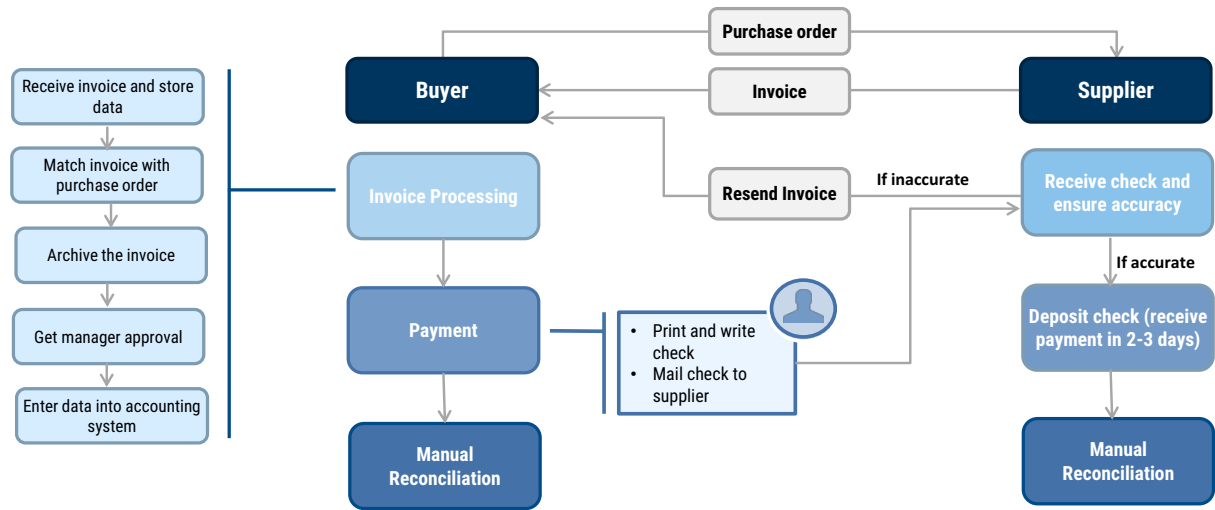 Purchase order
Buyer
Invoice
Supplier
Receive invoice and store
data
Match invoice with
purchase order
Archive the invoice
Get manager approval
Enter data into accounting
system
Invoice Processing
Resend Invoice
If inaccurate
Receive check and
ensure accuracy
If accurate
Payment
• Print and write
check
• Mail check to
supplier
Deposit check (receive
payment in 2-3 days)
Manual
Reconciliation
Manual
Reconciliation